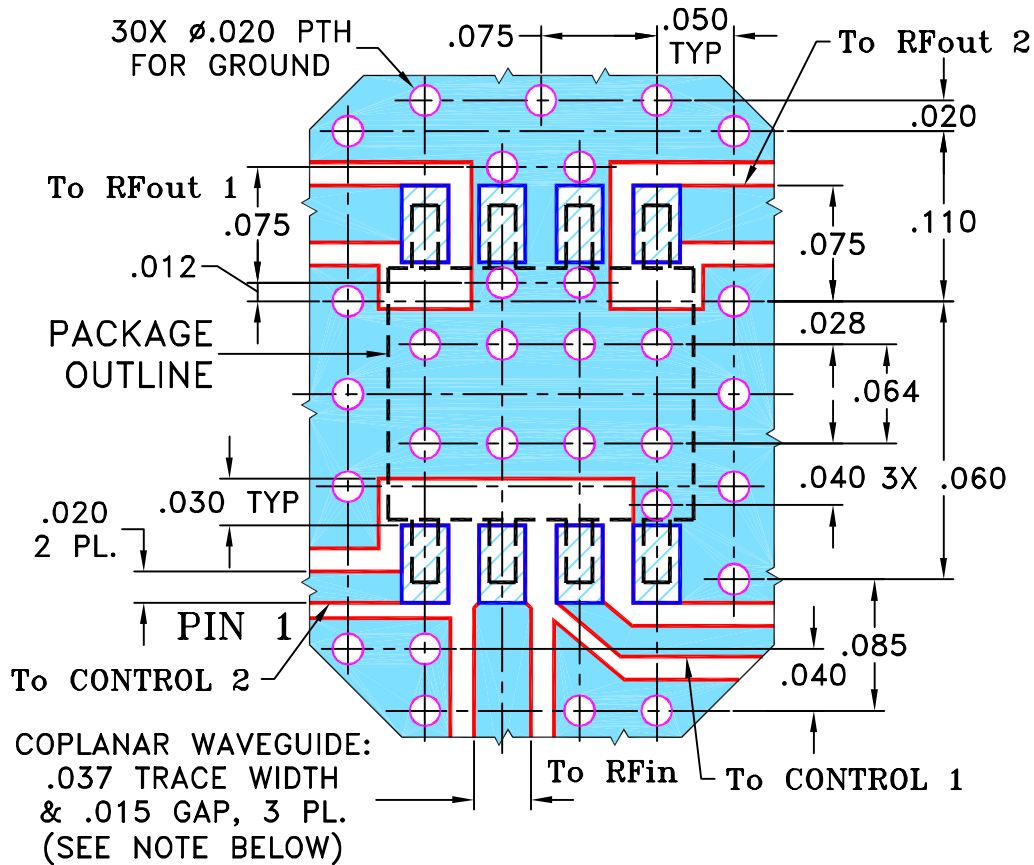 30X ø.020 PTH
FOR GROUND
.075
.050
TYP
To RFout 2
.020
To RFout 1
.075
.110
.075
.012
PACKAGE
OUTLINE
.028
.064
.040
3X .060
.030 TYP
.020
2 PL.
PIN 1
.085
.040
To CONTROL 2
COPLANAR WAVEGUIDE:
.037 TRACE WIDTH
& .015 GAP, 3 PL.
(SEE NOTE BELOW)
To RFin
To CONTROL 1